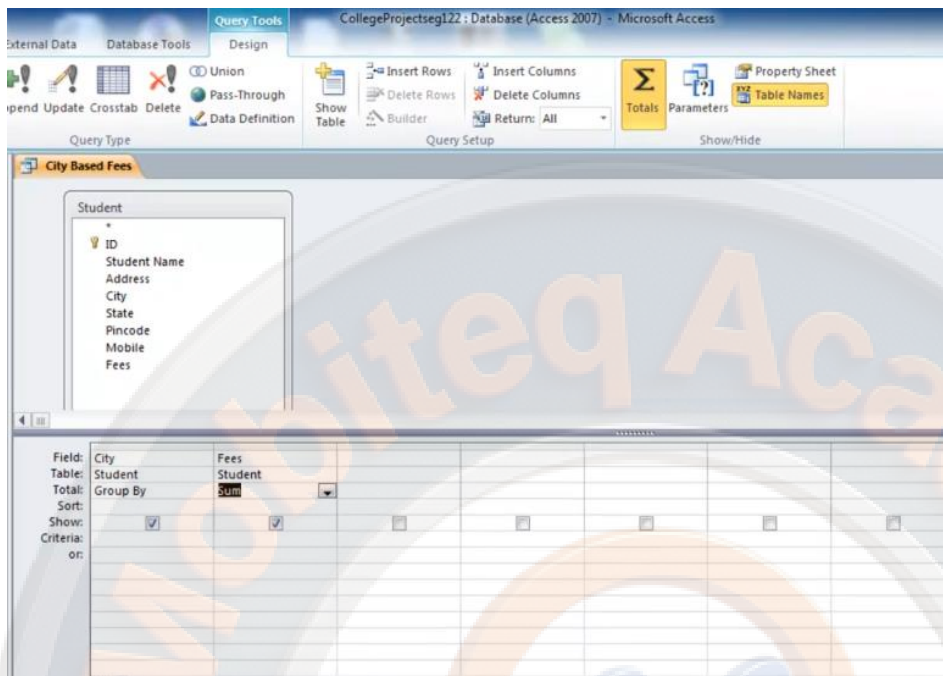 Query Tools
CollegeProjectseg122 : Database (Access 2007) - Microsoft Access
External Data Database Tools Design
Union
Pass-Through
Data Definition
Update Crosstab Delete
Query Type
Show
Table
Insert Rows
Delete Rows
Builder
Insert Columns
Delete Columns
Return: All
Query Setup
Σ
Totals
[?]
Parameters
Property Sheet
XYZ Table Names
Show/Hide
City Based Fees
Student
*
ID
Student Name
Address
City
State
Pincode
Mobile
Fees
Field: City Fees
Table: Student Student
Total: Group By Sum
Sort:
Show:
Criteria:
or:
Mobiteq Aca